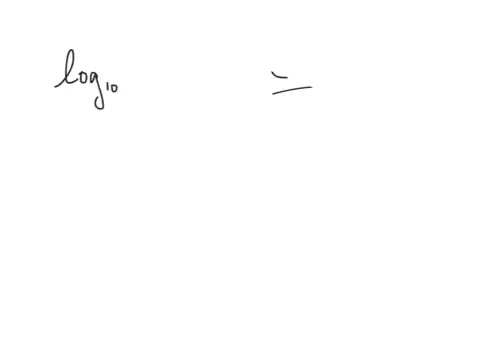 log₁₀ =